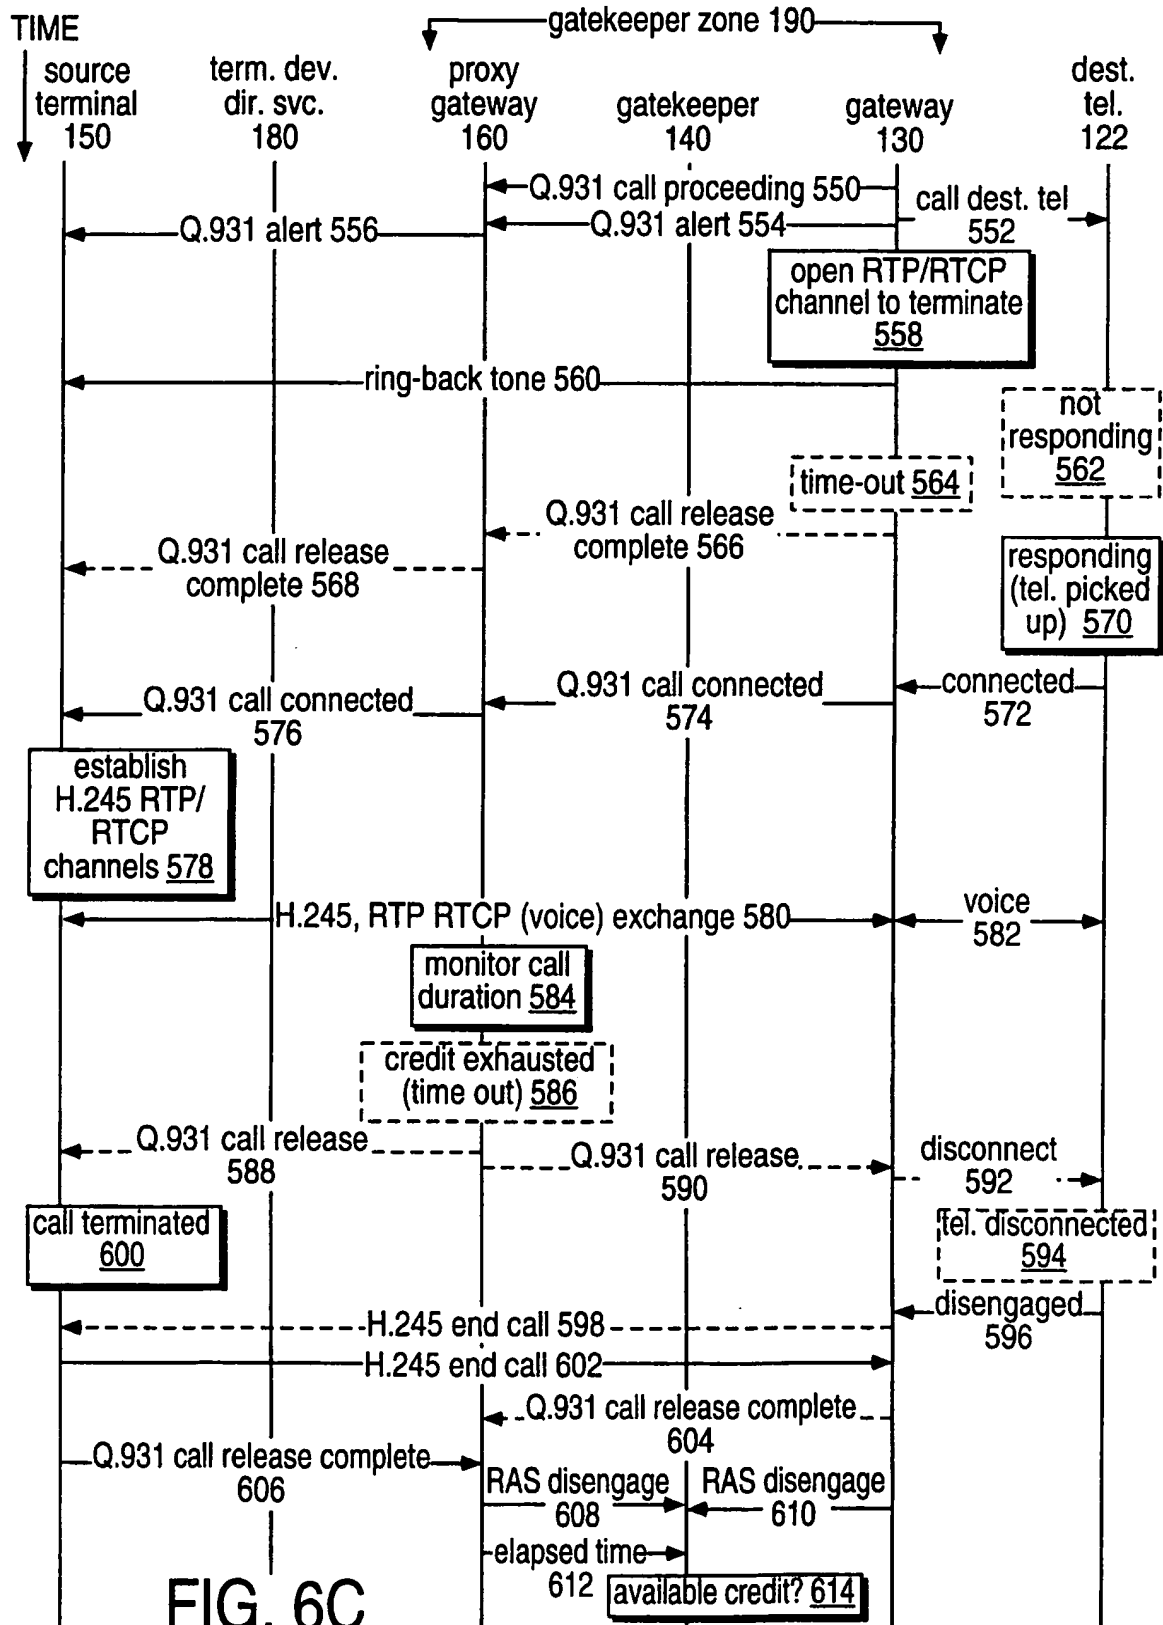 gatekeeper zone 190
TIME
source
terminal
150
term. dev.
dir. svc.
180
proxy
gateway
160
gatekeeper
140
gateway
130
dest.
tel.
122
Q.931 call proceeding 550
call dest. tel
552
Q.931 alert 554
Q.931 alert 556
open RTP/RTCP
channel to terminate
558
ring-back tone 560
not
responding
562
time-out 564
Q.931 call release
complete 566
Q.931 call release
complete 568
responding
(tel. picked
up) 570
connected
572
Q.931 call connected
574
Q.931 call connected
576
establish
H.245 RTP/
RTCP
channels 578
H.245, RTP RTCP (voice) exchange 580
voice
582
monitor call
duration 584
credit exhausted
(time out) 586
Q.931 call release
588
Q.931 call release
590
disconnect
592
call terminated
600
tel. disconnected
594
disengaged
596
H.245 end call 598
H.245 end call 602
Q.931 call release complete
604
Q.931 call release complete
606
RAS disengage
608
RAS disengage
610
elapsed time
612
available credit? 614
FIG. 6C